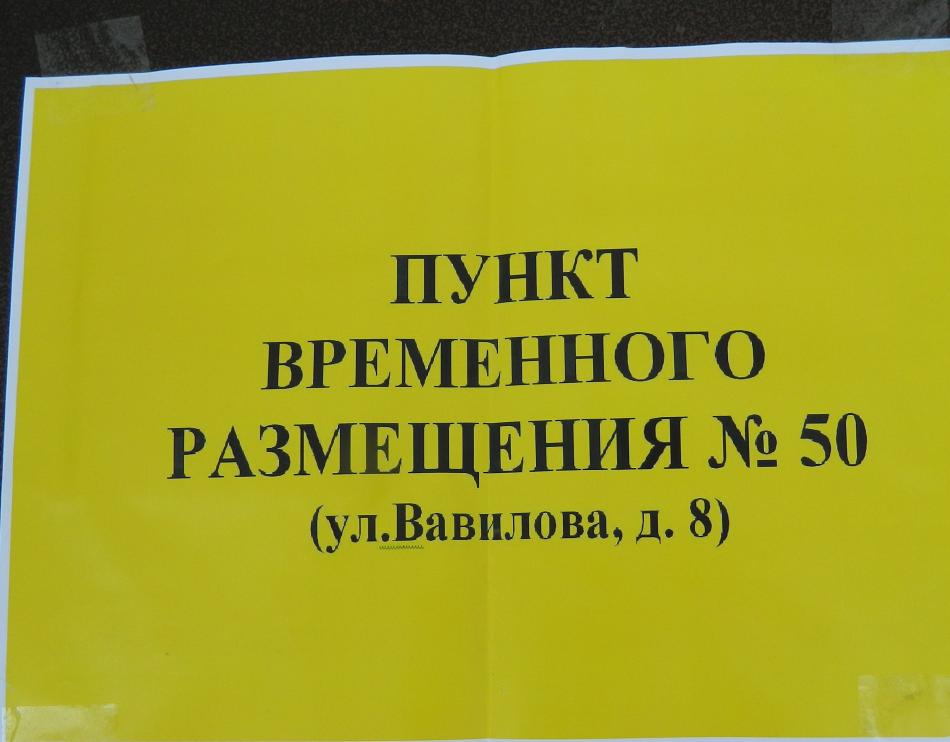 ПУНКТ
ВРЕМЕННОГО
РАЗМЕЩЕНИЯ № 50
(ул.Вавилова, д. 8)